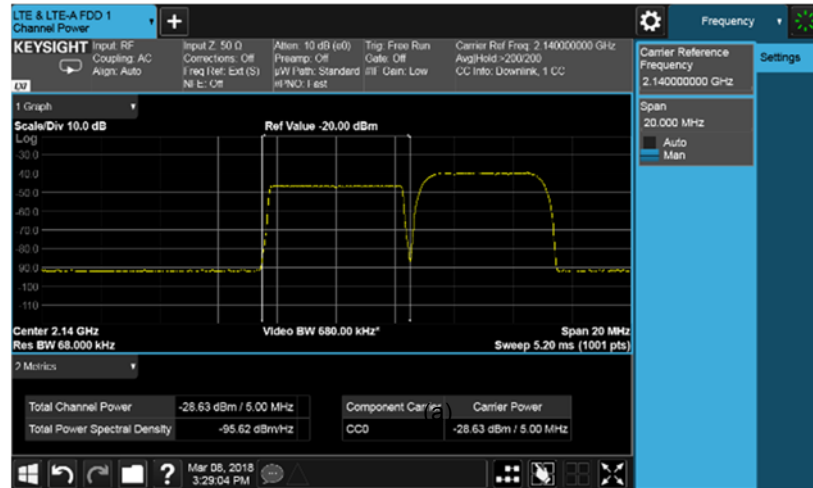 LTE & LTE-A FDD 1
Channel Power
Frequency
KEYSIGHT
Input: RF
Coupling: AC
Align: Auto
Input Z: 50 Ω
Corrections: Off
Freq Ref: Ext (S)
NFE: Off
Atten: 10 dB (e0)
Preamp: Off
µW Path: Standard
#PNO: Fast
Trig: Free Run
Gate: Off
#IF Gain: Low
Carrier Ref Freq: 2.140000000 GHz
Avg|Hold:>200/200
CC Info: Downlink, 1 CC
LXI
Carrier Reference
Frequency
2.140000000 GHz
Settings
Span
20.000 MHz
Auto
Man
1 Graph
Scale/Div 10.0 dB
Ref Value -20.00 dBm
Log
-30.0
-40.0
-50.0
-60.0
-70.0
-80.0
-90.0
-100
-110
Center 2.14 GHz
Video BW 680.00 kHz*
Span 20 MHz
Res BW 68.000 kHz
Sweep 5.20 ms (1001 pts)
2 Metrics
Total Channel Power
-28.63 dBm / 5.00 MHz
Total Power Spectral Density
-95.62 dBm/Hz
Component Carrier
Carrier Power
CC0
-28.63 dBm / 5.00 MHz
(a)
?
Mar 08, 2018
3:29:04 PM